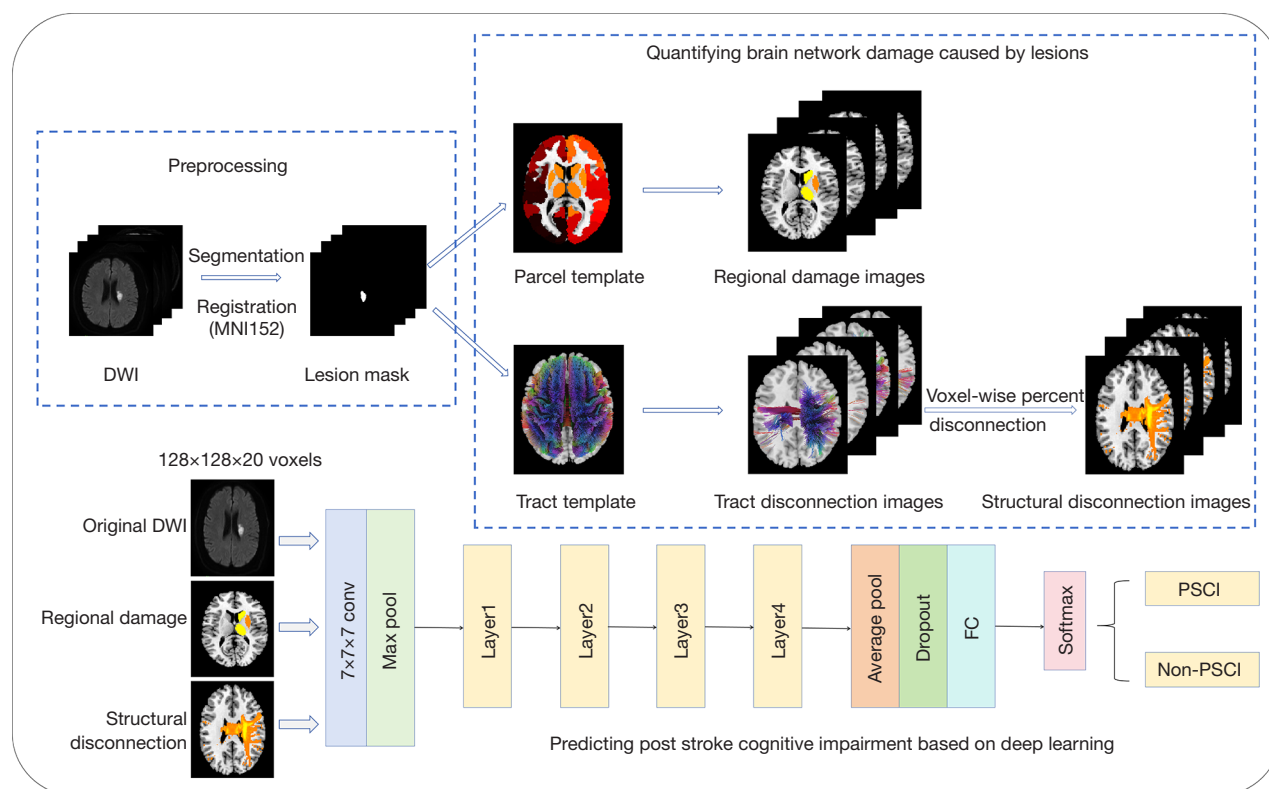 Quantifying brain network damage caused by lesions
Preprocessing
Segmentation
Registration
(MNI152)
DWI
Lesion mask
Parcel template
Regional damage images
Voxel-wise percent
disconnection
Tract template
Tract disconnection images
Structural disconnection images
128×128×20 voxels
Original DWI
Regional damage
Structural
disconnection
7×7×7 conv
Max pool
Layer1
Layer2
Layer3
Layer4
Average pool
Dropout
FC
Softmax
PSCI
Non-PSCI
Predicting post stroke cognitive impairment based on deep learning